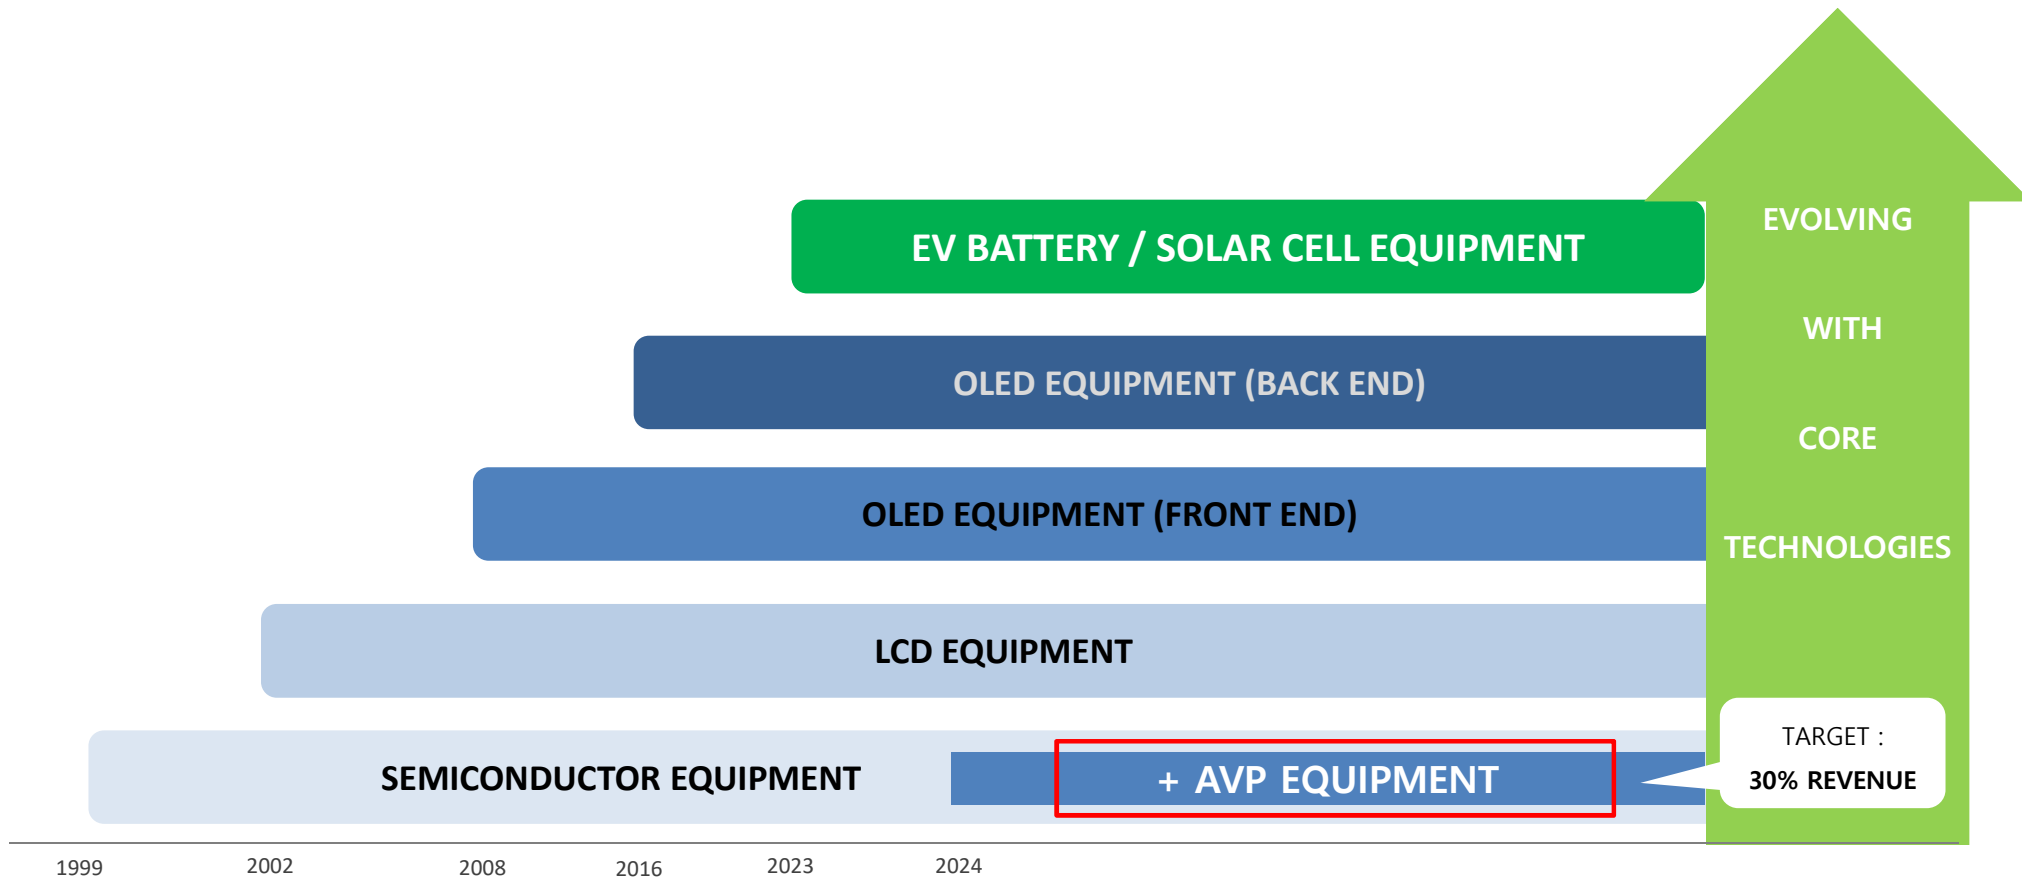 EVOLVING
EV BATTERY / SOLAR CELL EQUIPMENT
WITH
OLED EQUIPMENT (BACK END)
CORE
OLED EQUIPMENT (FRONT END)
TECHNOLOGIES
LCD EQUIPMENT
TARGET :
30% REVENUE
SEMICONDUCTOR EQUIPMENT
+ AVP EQUIPMENT
1999 2002 2008 2016 2023 2024